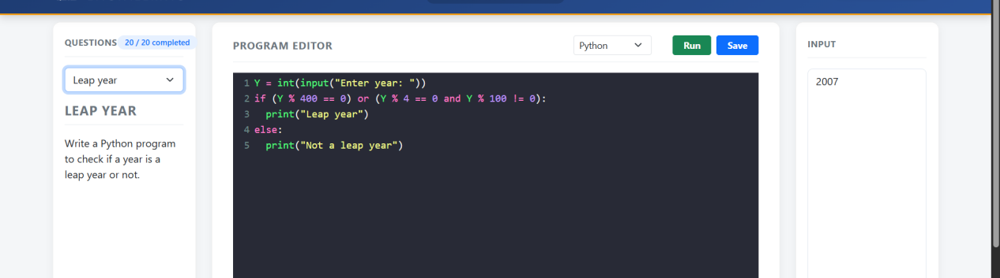 QUESTIONS 20 / 20 completed
Leap year
LEAP YEAR
Write a Python program
to check if a year is a
leap year or not.
PROGRAM EDITOR
Python
Run
Save
1 Y = int(input("Enter year: "))
2 if (Y % 400 == 0) or (Y % 4 == 0 and Y % 100 != 0):
3   print("Leap year")
4 else:
5   print("Not a leap year")
INPUT
2007